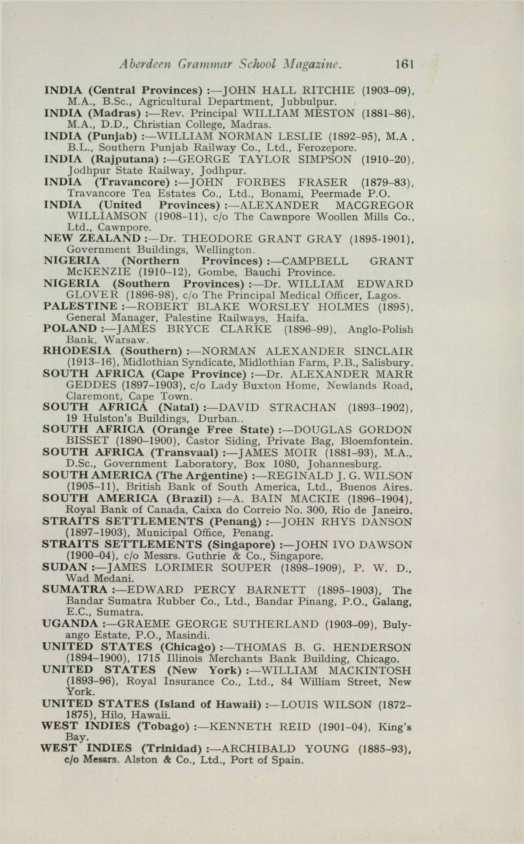 Aberdeen Grammar School Magazine. 161
INDIA (Central Provinces) :—JOHN HALL RITCHIE (1903–09),
M.A., B.Sc., Agricultural Department, Jubbulpur.
INDIA (Madras) :—Rev. Principal WILLIAM MESTON (1881–86),
M.A., D.D., Christian College, Madras.
INDIA (Punjab) :—WILLIAM NORMAN LESLIE (1892–95), M.A.,
B.L., Southern Punjab Railway Co., Ltd., Ferozepore.
INDIA (Rajputana) :—GEORGE TAYLOR SIMPSON (1910–20),
Jodhpur State Railway, Jodhpur.
INDIA (Travancore) :—JOHN FORBES FRASER (1879–83),
Travancore Tea Estates Co., Ltd., Bonami, Peermade P.O.
INDIA (United Provinces) :—ALEXANDER MACGREGOR
WILLIAMSON (1908–11), c/o The Cawnpore Woollen Mills Co.,
Ltd., Cawnpore.
NEW ZEALAND :—Dr. THEODORE GRANT GRAY (1895-1901),
Government Buildings, Wellington.
NIGERIA (Northern Provinces) :—CAMPBELL GRANT
McKENZIE (1910–12), Gombe, Bauchi Province.
NIGERIA (Southern Provinces) :—Dr. WILLIAM EDWARD
GLOVER (1896-98), c/o The Principal Medical Officer, Lagos.
PALESTINE :—ROBERT BLAKE WORSLEY HOLMES (1895),
General Manager, Palestine Railways, Haifa.
POLAND :—JAMES BRYCE CLARKE (1896–99), Anglo-Polish
Bank, Warsaw.
RHODESIA (Southern) :—NORMAN ALEXANDER SINCLAIR
(1913–16), Midlothian Syndicate, Midlothian Farm, P.B., Salisbury.
SOUTH AFRICA (Cape Province) :—Dr. ALEXANDER MARR
GEDDES (1897–1903), c/o Lady Buxton Home, Newlands Road,
Claremont, Cape Town.
SOUTH AFRICA (Natal) :—DAVID STRACHAN (1893–1902),
19 Hulston's Buildings, Durban..
SOUTH AFRICA (Orange Free State) :—DOUGLAS GORDON
BISSET (1890–1900), Castor Siding, Private Bag, Bloemfontein.
SOUTH AFRICA (Transvaal) :—JAMES MOIR (1881–93), M.A.,
D.Sc., Government Laboratory, Box 1080, Johannesburg.
SOUTH AMERICA (The Argentine) :—REGINALD J. G. WILSON
(1905–11), British Bank of South America, Ltd., Buenos Aires.
SOUTH AMERICA (Brazil) :—A. BAIN MACKIE (1896–1904),
Royal Bank of Canada, Caixa do Correio No. 300, Rio de Janeiro.
STRAITS SETTLEMENTS (Penang) :—JOHN RHYS DANSON
(1897–1903), Municipal Office, Penang.
STRAITS SETTLEMENTS (Singapore) :—JOHN IVO DAWSON
(1900–04), c/o Messrs. Guthrie & Co., Singapore.
SUDAN :—JAMES LORIMER SOUPER (1898–1909), P. W. D.,
Wad Medani.
SUMATRA :—EDWARD PERCY BARNETT (1895–1903), The
Bandar Sumatra Rubber Co., Ltd., Bandar Pinang, P.O., Galang,
E.C., Sumatra.
UGANDA :—GRAEME GEORGE SUTHERLAND (1903–09), Buly-
ango Estate, P.O., Masindi.
UNITED STATES (Chicago) :—THOMAS B. G. HENDERSON
(1894–1900), 1715 Illinois Merchants Bank Building, Chicago.
UNITED STATES (New York) :—WILLIAM MACKINTOSH
(1893–96), Royal Insurance Co., Ltd., 84 William Street, New
York.
UNITED STATES (Island of Hawaii) :—LOUIS WILSON (1872–
1875), Hilo, Hawaii.
WEST INDIES (Tobago) :—KENNETH REID (1901–04), King's
Bay.
WEST INDIES (Trinidad) :—ARCHIBALD YOUNG (1885–93),
c/o Messrs. Alston & Co., Ltd., Port of Spain.